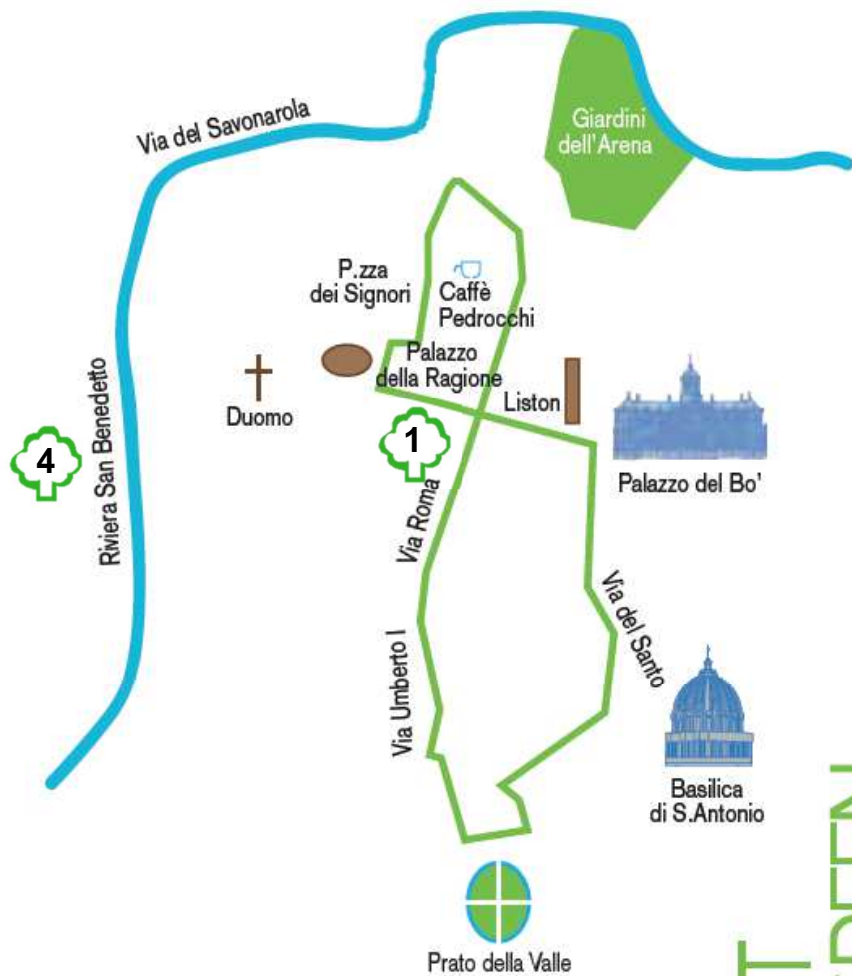 Via del Savonarola
Giardini
dell'Arena
P.zza
dei Signori
Caffè
Pedrocchi
Palazzo
della Ragione
Duomo
Liston
1
4
Riviera San Benedetto
Via Roma
Palazzo del Bo'
Via del Santo
Via Umberto I
Basilica
di S.Antonio
Prato della Valle